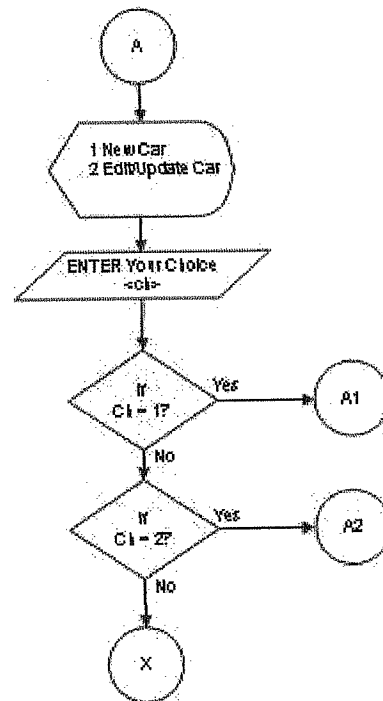 A
1 New Car
2 Edit/Update Car
ENTER Your Choice
<ch>
If
Ch = 1?
Yes
A1
No
If
Ch = 2?
Yes
A2
No
X